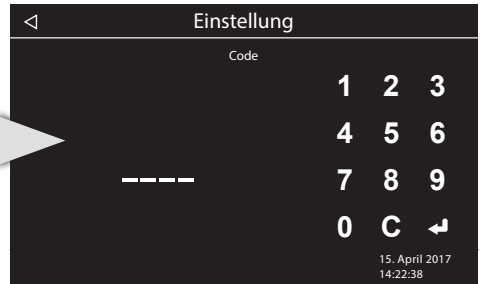 Einstellung
Code
1 2 3
4 5 6
7 8 9
0 C
15. April 2017
14:22:38